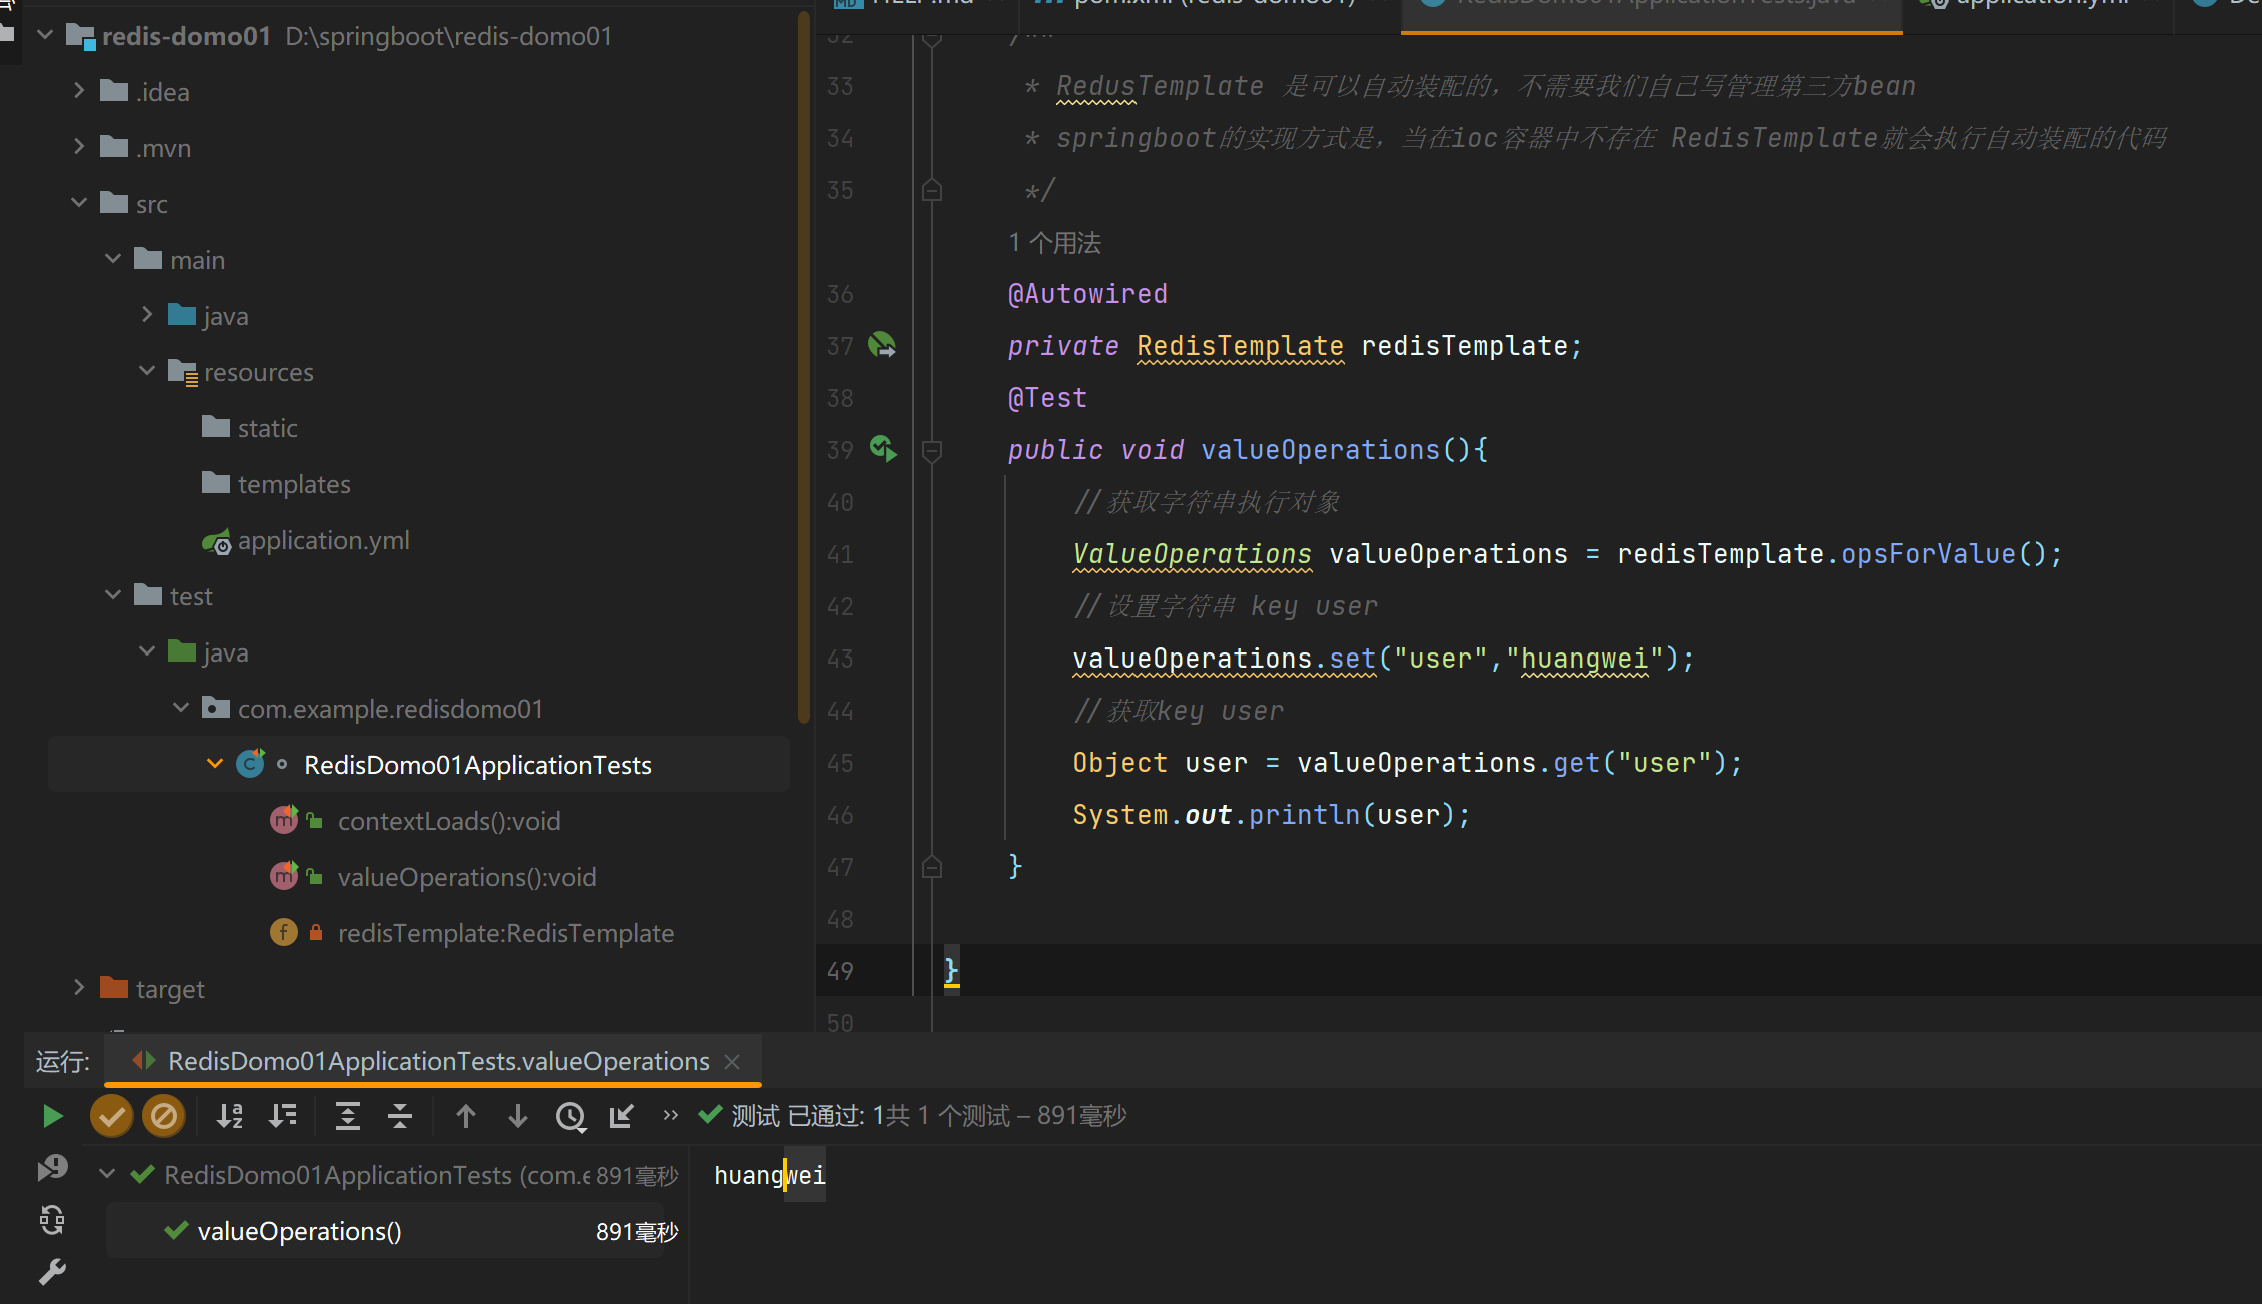 redis-domo01 D:\springboot\redis-domo01
.idea
.mvn
src
main
java
resources
static
templates
application.yml
test
java
com.example.redisdomo01
RedisDomo01ApplicationTests
contextLoads():void
valueOperations():void
redisTemplate:RedisTemplate
target
HELP.md
pom.xml (redis-domo01)
RedisDomo01ApplicationTests.java
application.yml
32 /**
33 * RedusTemplate 是可以自动装配的，不需要我们自己写管理第三方bean
34 * springboot的实现方式是，当在ioc容器中不存在 RedisTemplate就会执行自动装配的代码
35 */
1 个用法
36 @Autowired
37 private RedisTemplate redisTemplate;
38 @Test
39 public void valueOperations(){
40 //获取字符串执行对象
41 ValueOperations valueOperations = redisTemplate.opsForValue();
42 //设置字符串 key user
43 valueOperations.set("user","huangwei");
44 //获取key user
45 Object user = valueOperations.get("user");
46 System.out.println(user);
47 }
48
49 }
50
运行: RedisDomo01ApplicationTests.valueOperations
测试 已通过: 1共 1 个测试 – 891毫秒
RedisDomo01ApplicationTests (com.e 891毫秒
valueOperations() 891毫秒
huangwei